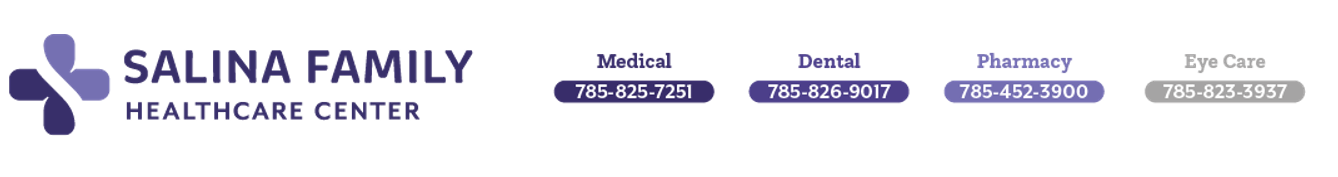 SALINA FAMILY
HEALTHCARE CENTER
Medical
785-825-7251
Dental
785-826-9017
Pharmacy
785-452-3900
Eye Care
785-823-3937